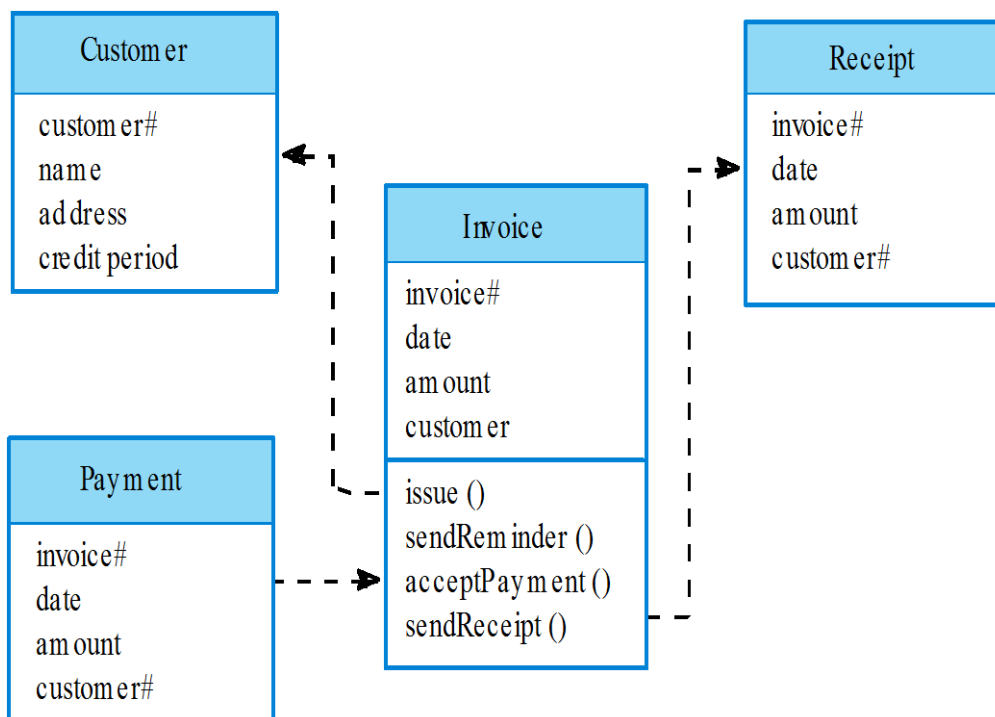 Customer
customer#
name
address
credit period
Receipt
invoice#
date
amount
customer#
Invoice
invoice#
date
amount
customer
issue ()
sendReminder ()
acceptPayment ()
sendReceipt ()
Payment
invoice#
date
amount
customer#